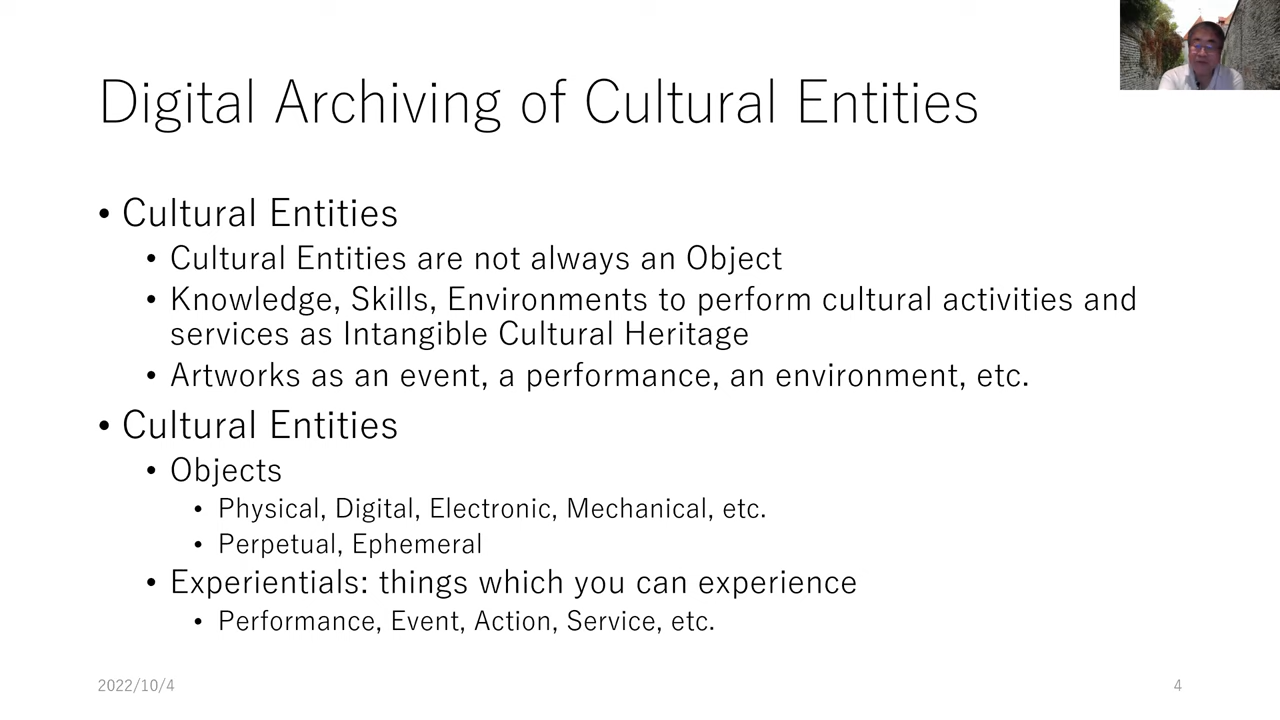 Digital Archiving of Cultural Entities
• Cultural Entities
• Cultural Entities are not always an Object
• Knowledge, Skills, Environments to perform cultural activities and
services as Intangible Cultural Heritage
• Artworks as an event, a performance, an environment, etc.
• Cultural Entities
• Objects
• Physical, Digital, Electronic, Mechanical, etc.
• Perpetual, Ephemeral
• Experientials: things which you can experience
• Performance, Event, Action, Service, etc.
2022/10/4
4